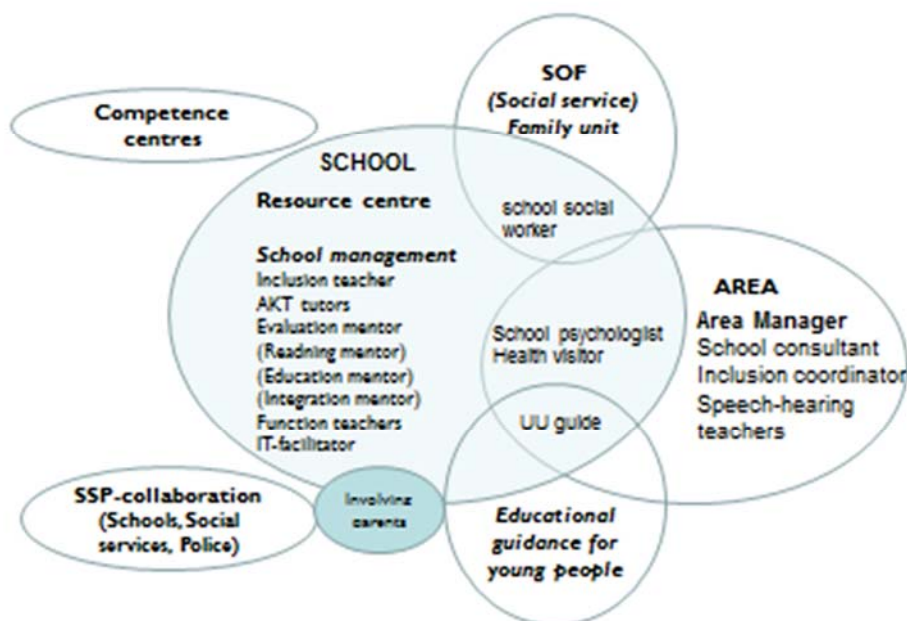 SOF
(Social service)
Family unit
Competence
centres
SCHOOL
Resource centre
school social
worker
School management
Inclusion teacher
AKT tutors
Evaluation mentor
(Readning mentor)
(Education mentor)
(Integration mentor)
Function teachers
IT-facilitator
School psychologist
Health visitor
AREA
Area Manager
School consultant
Inclusion coordinator
Speech-hearing
teachers
UU guide
SSP-collaboration
(Schools, Social
services, Police)
Involving
parents
Educational
guidance for
young people